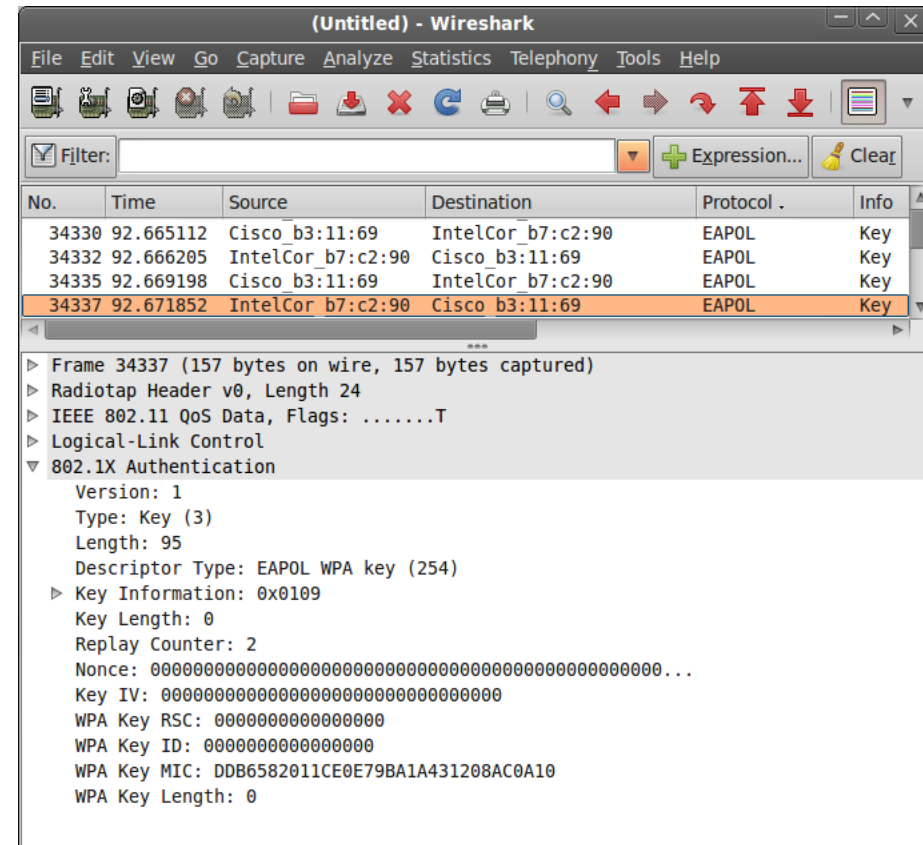 (Untitled) - Wireshark
File Edit View Go Capture Analyze Statistics Telephony Tools Help
Filter: Expression... Clear
No. Time Source Destination Protocol . Info
34330 92.665112 Cisco_b3:11:69 IntelCor_b7:c2:90 EAPOL Key
34332 92.666205 IntelCor_b7:c2:90 Cisco_b3:11:69 EAPOL Key
34335 92.669198 Cisco_b3:11:69 IntelCor_b7:c2:90 EAPOL Key
34337 92.671852 IntelCor_b7:c2:90 Cisco_b3:11:69 EAPOL Key
Frame 34337 (157 bytes on wire, 157 bytes captured)
Radiotap Header v0, Length 24
IEEE 802.11 QoS Data, Flags: .......T
Logical-Link Control
802.1X Authentication
Version: 1
Type: Key (3)
Length: 95
Descriptor Type: EAPOL WPA key (254)
Key Information: 0x0109
Key Length: 0
Replay Counter: 2
Nonce: 0000000000000000000000000000000000000000000000...
Key IV: 00000000000000000000000000000000
WPA Key RSC: 0000000000000000
WPA Key ID: 0000000000000000
WPA Key MIC: DDB6582011CE0E79BA1A431208AC0A10
WPA Key Length: 0